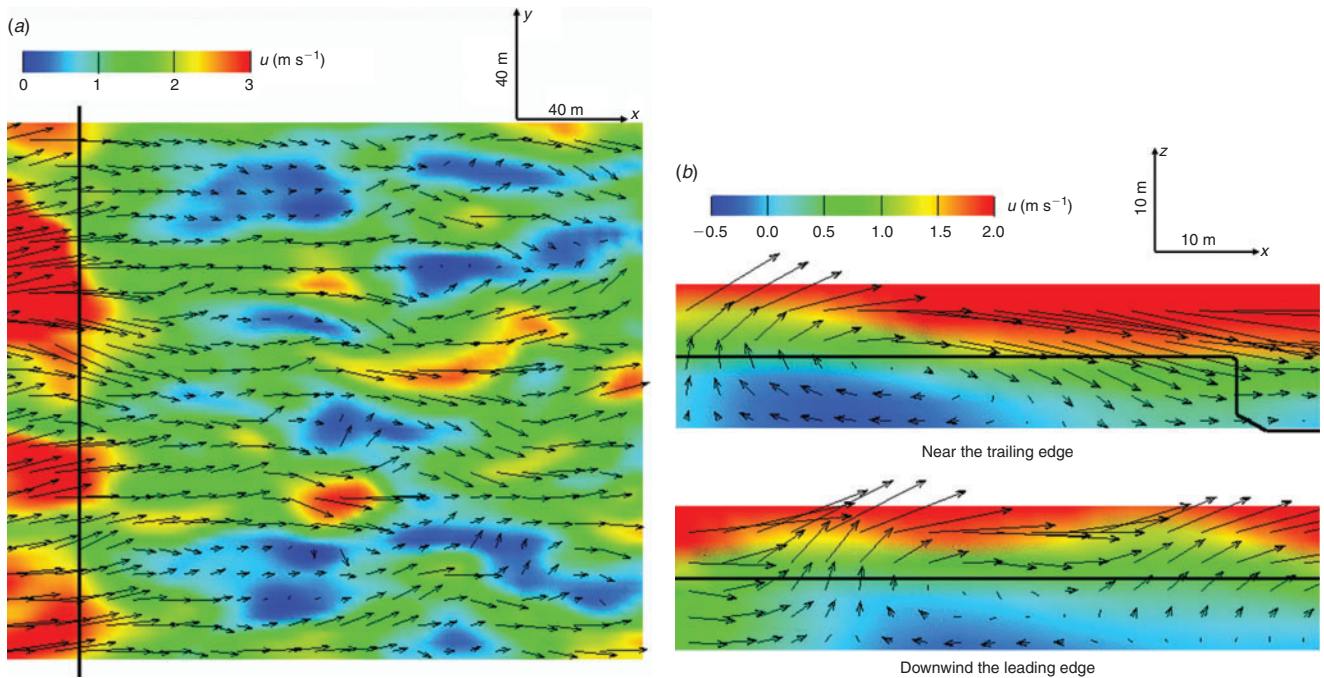 (a)
u (m s⁻¹)
0 1 2 3
y
40 m
40 m
x
(b)
u (m s⁻¹)
−0.5 0.0 0.5 1.0 1.5 2.0
z
10 m
10 m
x
Near the trailing edge
Downwind the leading edge